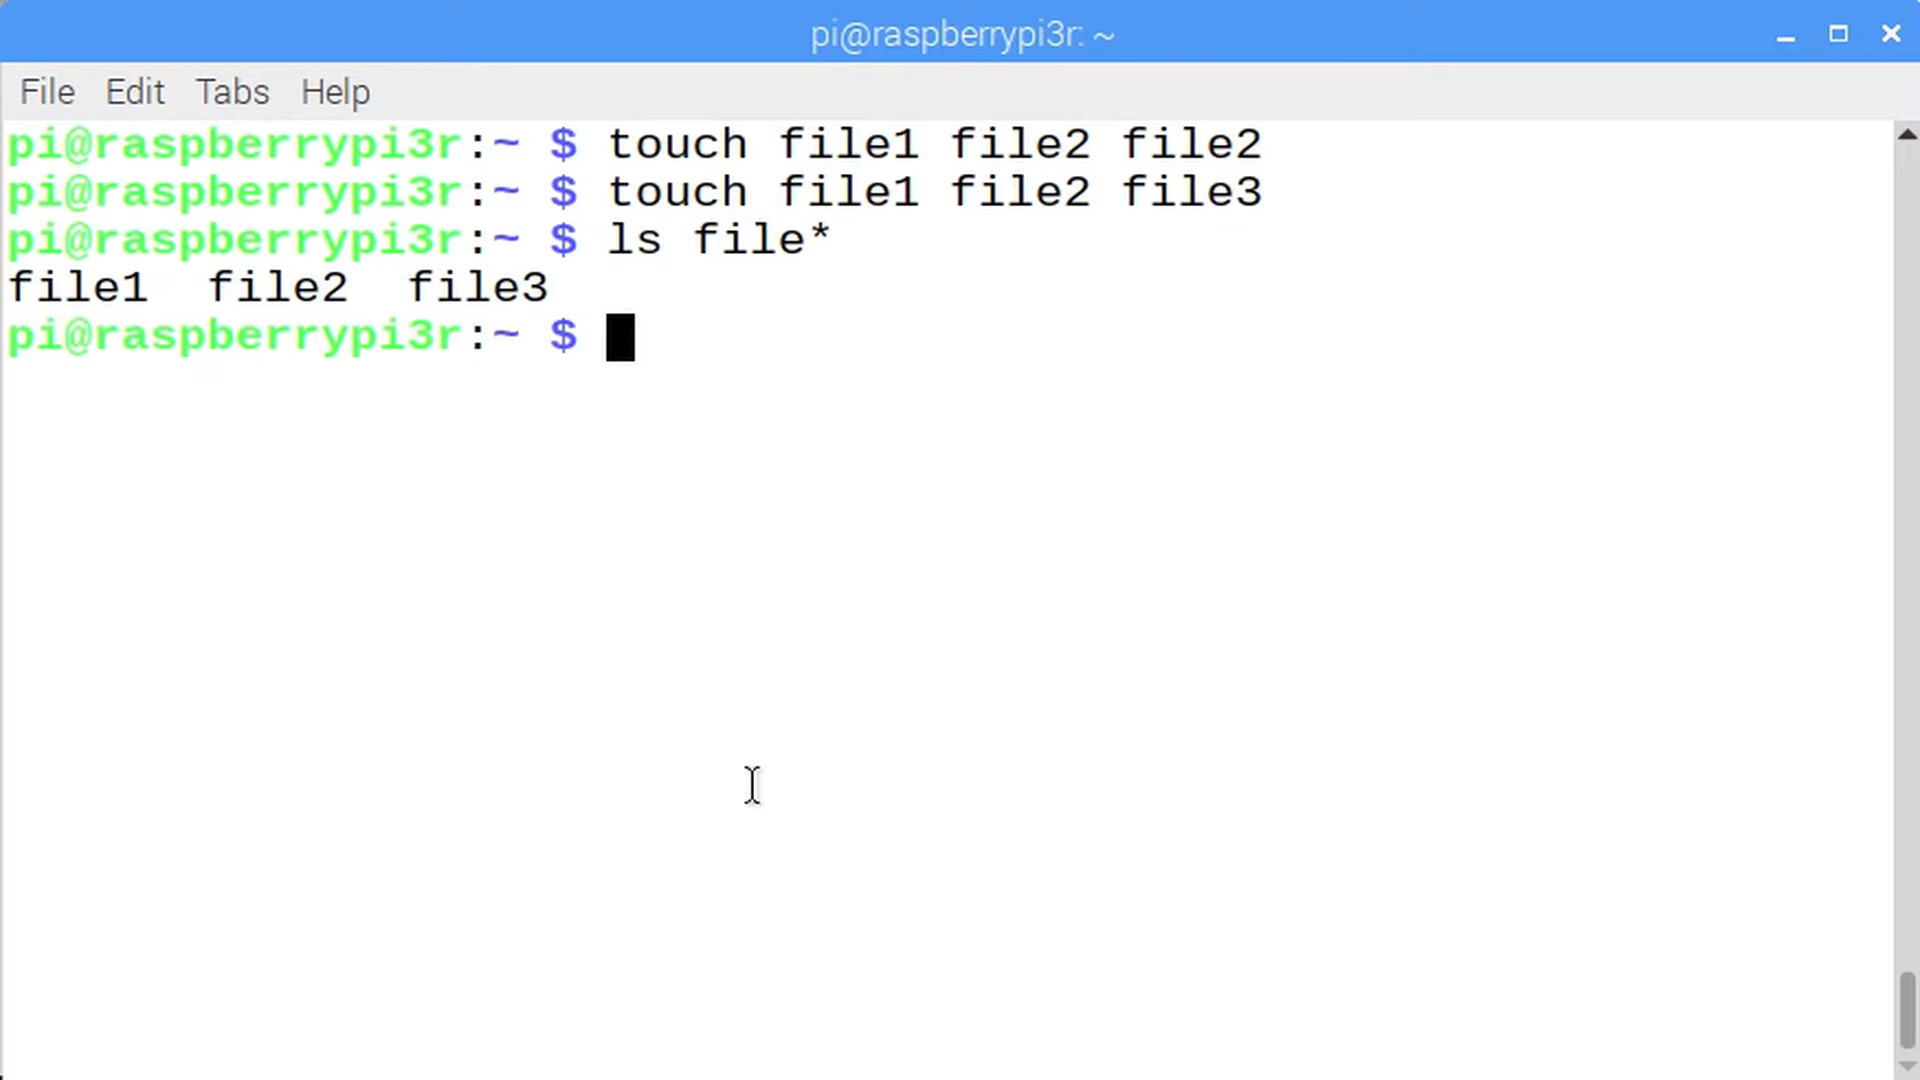 pi@raspberrypi3r: ~
File Edit Tabs Help
pi@raspberrypi3r:~ $ touch file1 file2 file2
pi@raspberrypi3r:~ $ touch file1 file2 file3
pi@raspberrypi3r:~ $ ls file*
file1  file2  file3
pi@raspberrypi3r:~ $